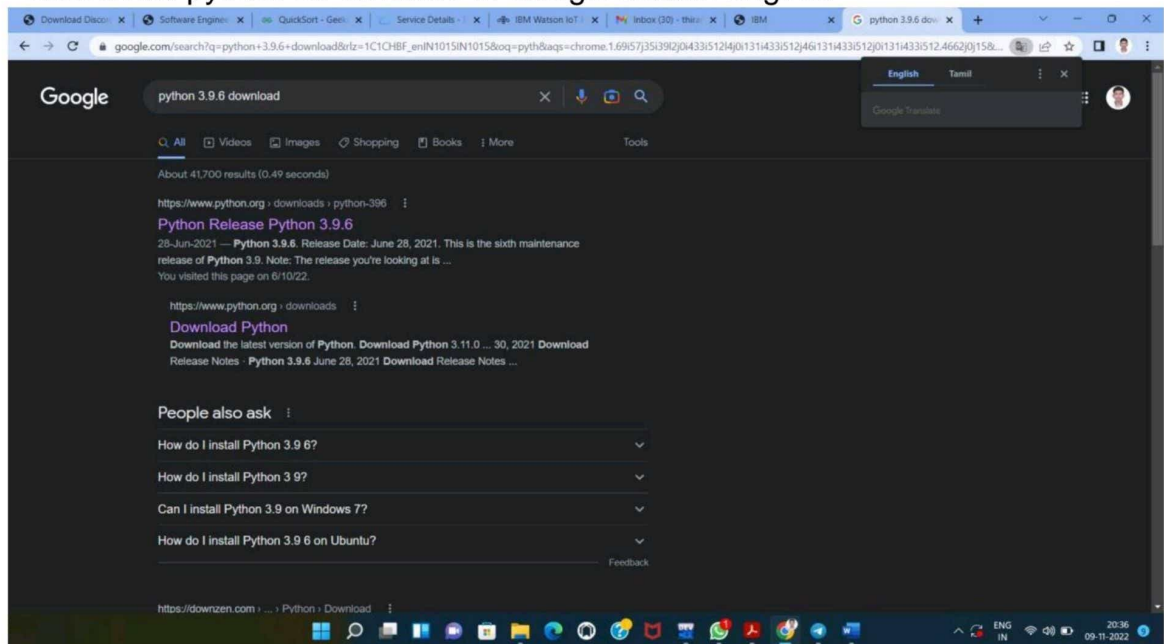 Download Discon
Software Enginee
QuickSort - Geek
Service Details -
IBM Watson IoT
Inbox (30) - thira
IBM
python 3.9.6 dow
English Tamil
Google Translate
Google
python 3.9.6 download
All Videos Images Shopping Books More Tools
About 41,700 results (0.49 seconds)
https://www.python.org › downloads › python-396
Python Release Python 3.9.6
28-Jun-2021 — Python 3.9.6. Release Date: June 28, 2021. This is the sixth maintenance
release of Python 3.9. Note: The release you're looking at is ...
You visited this page on 6/10/22.
https://www.python.org › downloads
Download Python
Download the latest version of Python. Download Python 3.11.0 ... 30, 2021 Download
Release Notes · Python 3.9.6 June 28, 2021 Download Release Notes ...
People also ask
How do I install Python 3.9 6?
How do I install Python 3 9?
Can I install Python 3.9 on Windows 7?
How do I install Python 3.9 6 on Ubuntu?
Feedback
https://downzen.com › ... › Python › Download
ENG
IN
20:36
09-11-2022